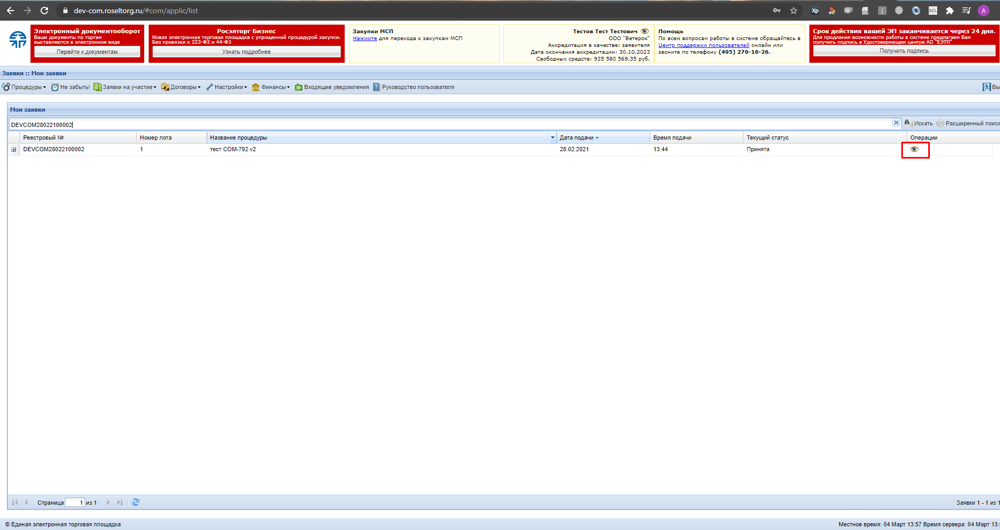 dev-com.roseltorg.ru/#com/applic/list
Xp
j
SCL
A
Электронный документооборот
Ваши документы по торгам
выставляются в электронном виде
Перейти к документам
Росэлторг Бизнес
Новая электронная торговая площадка с упрощенной процедурой закупки.
Без привязки к 223-ФЗ и 44-ФЗ
Узнать подробнее
Закупки МСП
Нажмите для перехода к закупкам МСП
Тестов Тест Тестович
ООО "Ветерок"
Аккредитация в качестве: заявителя
Дата окончания аккредитации: 30.10.2023
Свободных средств: 935 580 569,35 руб.
Помощь
По всем вопросам работы в системе обращайтесь в
Центр поддержки пользователей онлайн или
звоните по телефону (495) 276-16-26.
Срок действия вашей ЭП заканчивается через 24 дня.
Для продления возможности работы в системе предлагаем Вам
получить подпись в Удостоверяющем центре АО "ЕЭТП"
Получить подпись
Заявки :: Мои заявки
Процедуры Не забыть! Заявки на участие Договоры Настройки Финансы Входящие уведомления Руководство пользователя Вы
Мои заявки
DEVCOM28022100002 Искать Расширенный поиск
Реестровый № Номер лота Название процедуры Дата подачи Время подачи Текущий статус Операции
DEVCOM28022100002 1 тест COM-792 v2 28.02.2021 13:44 Принята
Страница 1 из 1 Заявки 1 - 1 из 1
© Единая электронная торговая площадка Местное время: 04 Март 13:57 Время сервера: 04 Март 13: